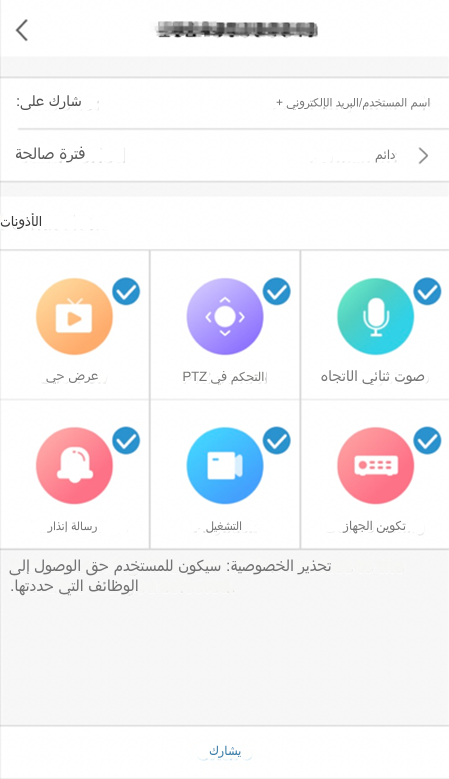 شارك على:
اسم المستخدم/البريد الإلكتروني +
فترة صالحة
دائم
الأذونات
عرض حي
التحكم في PTZ
صوت ثنائي الاتجاه
رسالة إنذار
التشغيل
تكوين الجهاز
تحذير الخصوصية: سيكون للمستخدم حق الوصول إلى
الوظائف التي حددتها.
يشارك